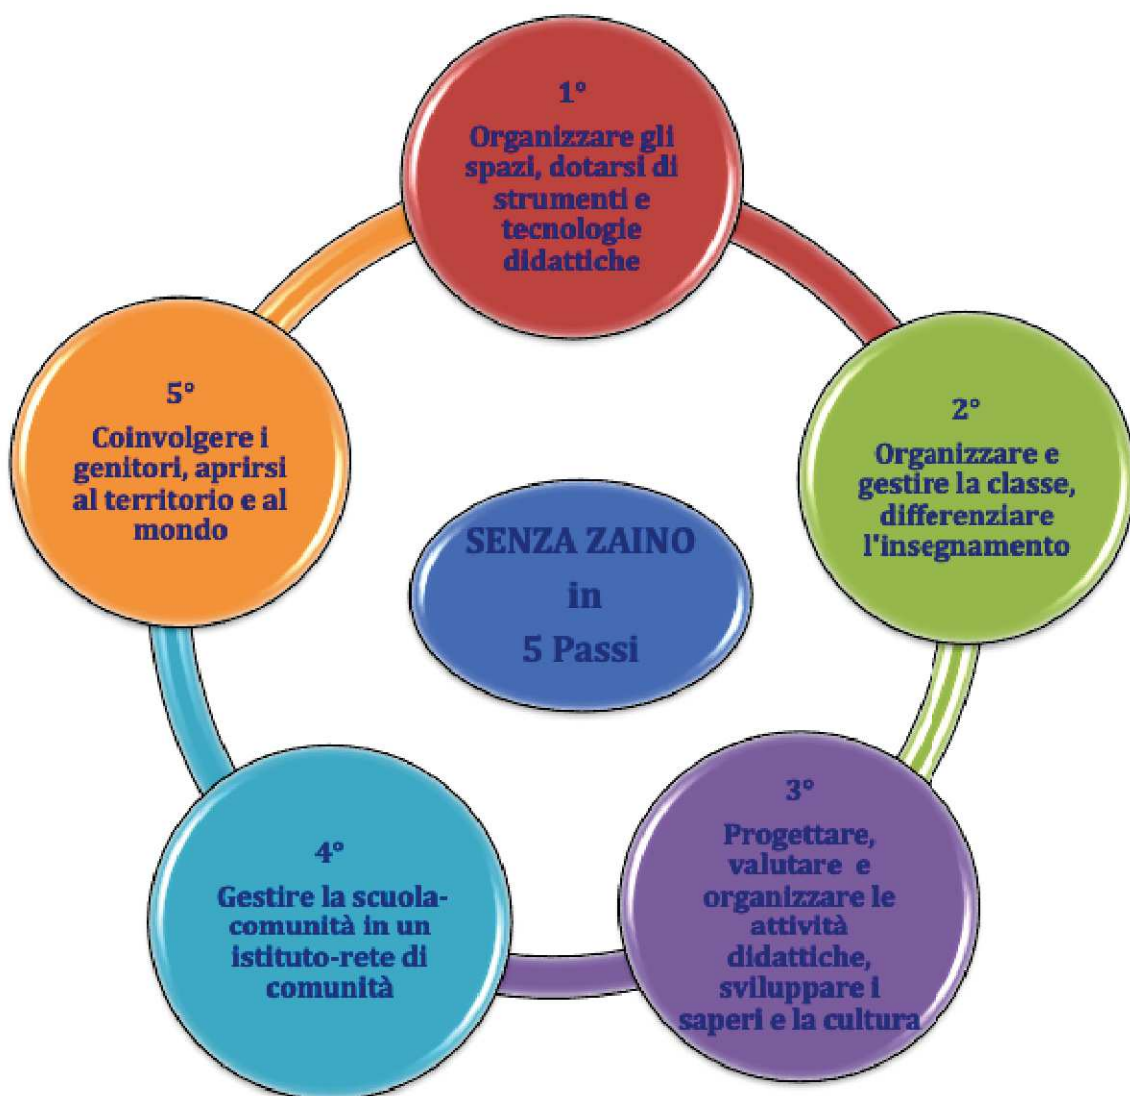 1°
Organizzare gli
spazi, dotarsi di
strumenti e
tecnologie
didattiche
2°
Organizzare e
gestire la classe,
differenziare
l'insegnamento
3°
Progettare,
valutare e
organizzare le
attività
didattiche,
sviluppare i
saperi e la cultura
4°
Gestire la scuola-
comunità in un
istituto-rete di
comunità
5°
Coinvolgere i
genitori, aprirsi
al territorio e al
mondo
SENZA ZAINO
in
5 Passi